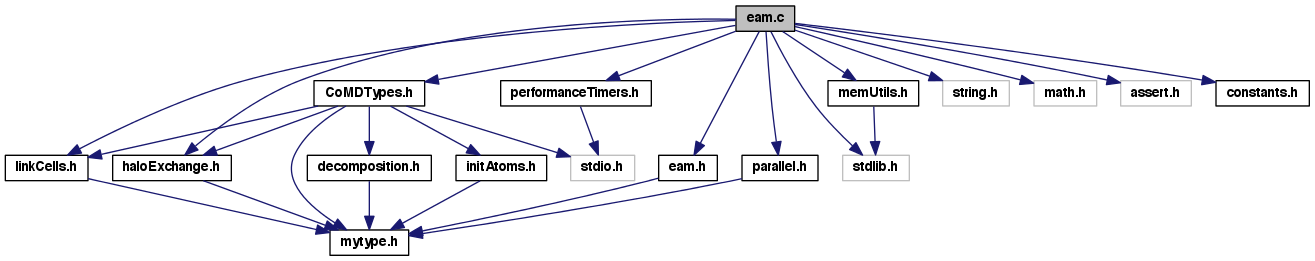 eam.c
CoMDTypes.h
performanceTimers.h
memUtils.h
string.h
math.h
assert.h
constants.h
linkCells.h
haloExchange.h
decomposition.h
initAtoms.h
stdio.h
eam.h
parallel.h
stdlib.h
mytype.h